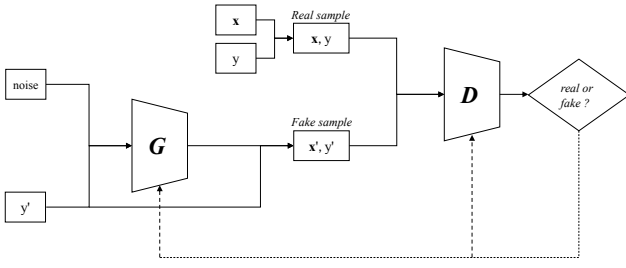 x
Real sample
x, y
y
noise
G
D
real or
fake ?
Fake sample
x', y'
y'